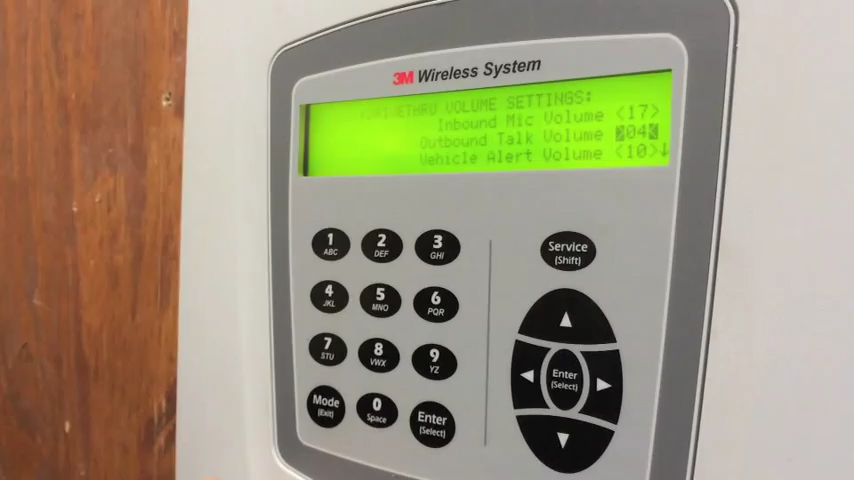 3M Wireless System
VOLUME SETTINGS:
Inbound Mic Volume <17>
Outbound Talk Volume >04<
Vehicle Alert Volume <10>↓
1 ABC
2 DEF
3 GHI
Service (Shift)
4 JKL
5 MNO
6 PQR
7 STU
8 VWX
9 YZ
Enter (Select)
Mode (Exit)
0 Space
Enter (Select)